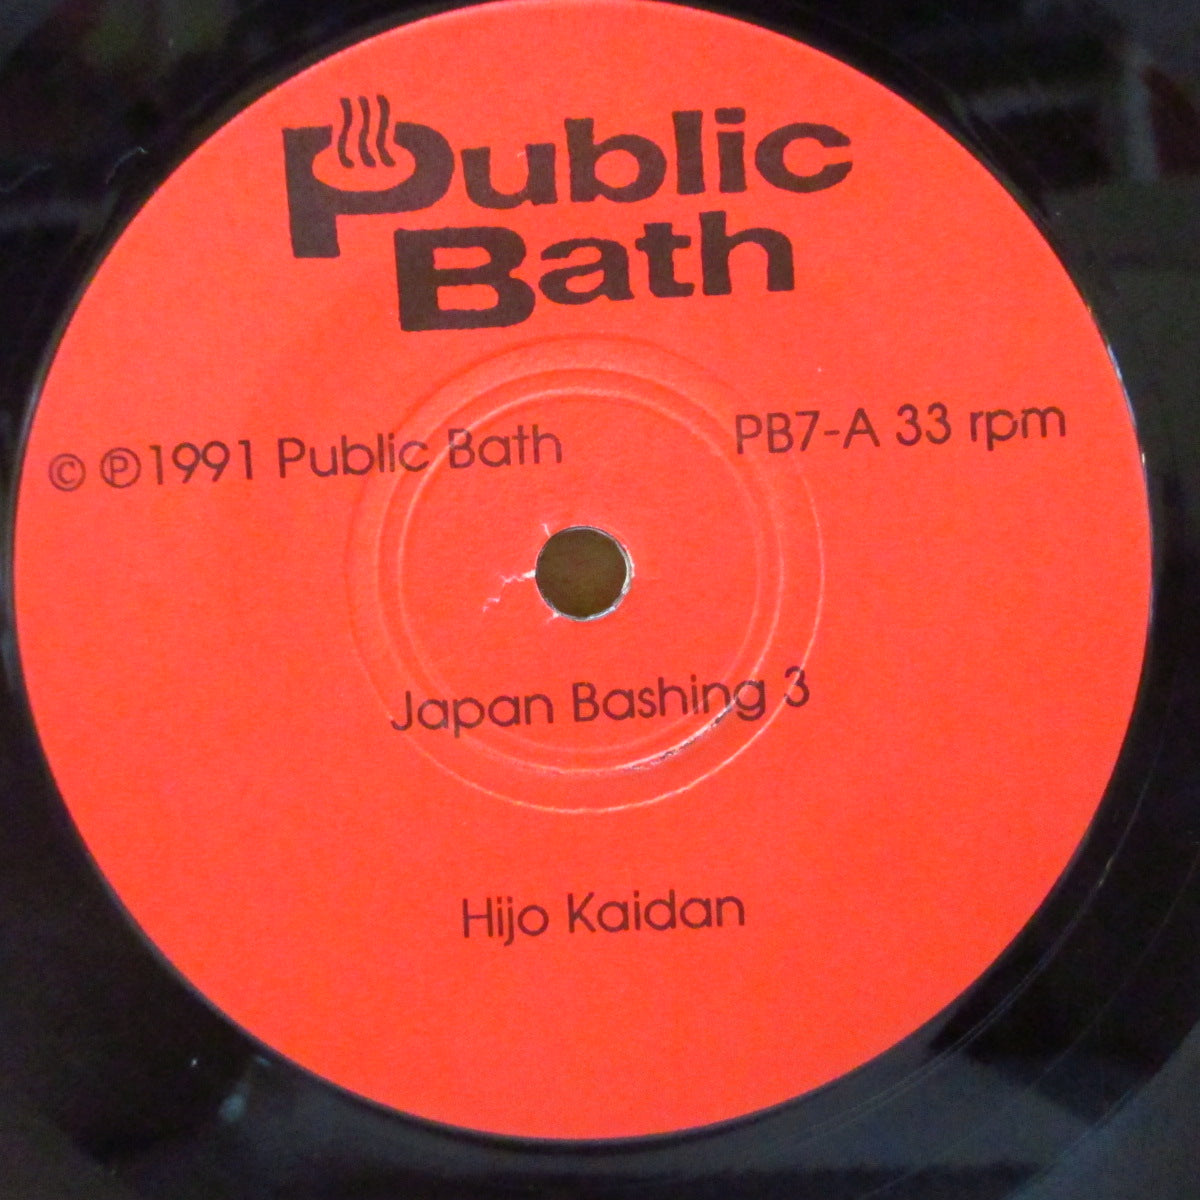 Public
Bath
© ℗1991 Public Bath
PB7-A 33 rpm
Japan Bashing 3
Hijo Kaidan